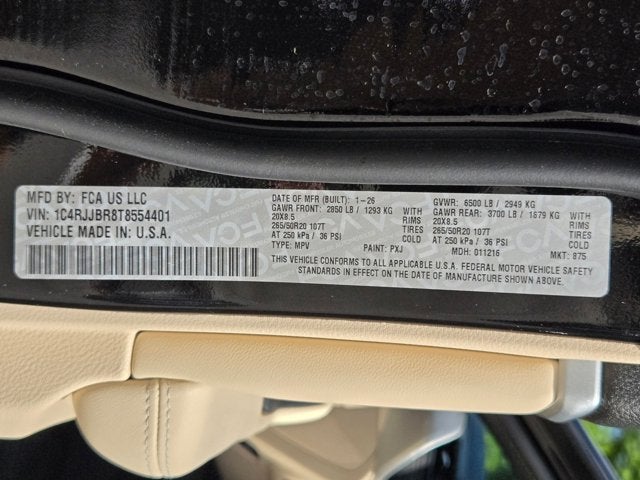 MFD BY: FCA US LLC
VIN: 1C4RJJBR8T8554401
VEHICLE MADE IN: U.S.A.
DATE OF MFR (BUILT): 1-26
GAWR FRONT: 2850 LB / 1293 KG WITH
20X8.5 RIMS
265/50R20 107T TIRES
AT 250 kPa / 36 PSI COLD
TYPE: MPV PAINT: PXJ
GVWR: 6500 LB / 2949 KG
GAWR REAR: 3700 LB / 1679 KG WITH
20X8.5 RIMS
265/50R20 107T TIRES
AT 250 kPa / 36 PSI COLD
MDH: 011216 MKT: 875
THIS VEHICLE CONFORMS TO ALL APPLICABLE U.S.A. FEDERAL MOTOR VEHICLE SAFETY
STANDARDS IN EFFECT ON THE DATE OF MANUFACTURE SHOWN ABOVE.